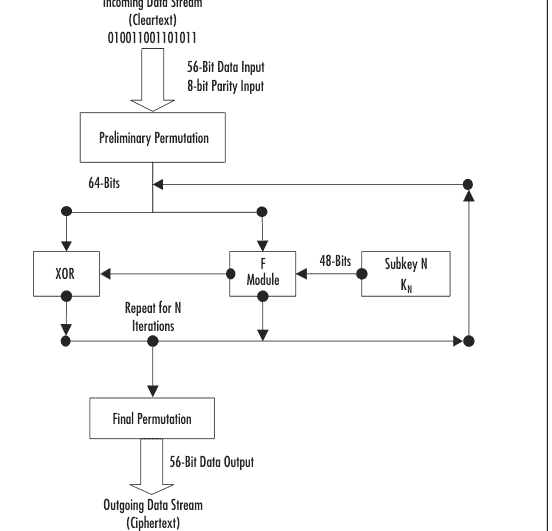 Incoming Data Stream
(Cleartext)
010011001101011
56-Bit Data Input
8-bit Parity Input
Preliminary Permutation
64-Bits
XOR
F
Module
48-Bits
Subkey N
KN
Repeat for N
Iterations
Final Permutation
56-Bit Data Output
Outgoing Data Stream
(Ciphertext)